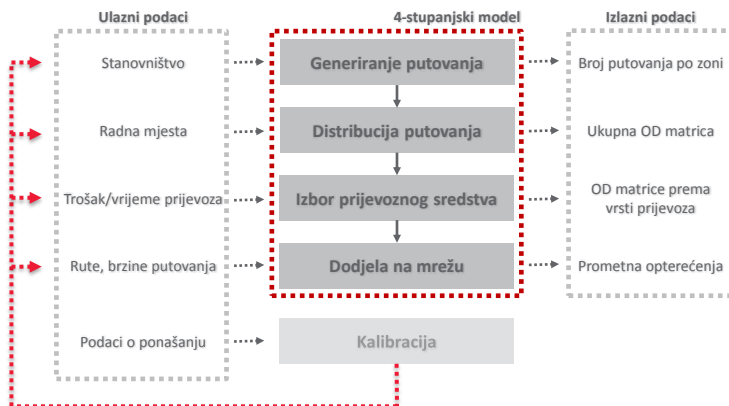 Ulazni podaci
4-stupanjski model
Izlazni podaci
Stanovništvo
Generiranje putovanja
Broj putovanja po zoni
Radna mjesta
Distribucija putovanja
Ukupna OD matrica
Trošak/vrijeme prijevoza
Izbor prijevoznog sredstva
OD matrice prema
vrsti prijevoza
Rute, brzine putovanja
Dodjela na mrežu
Prometna opterećenja
Podaci o ponašanju
Kalibracija